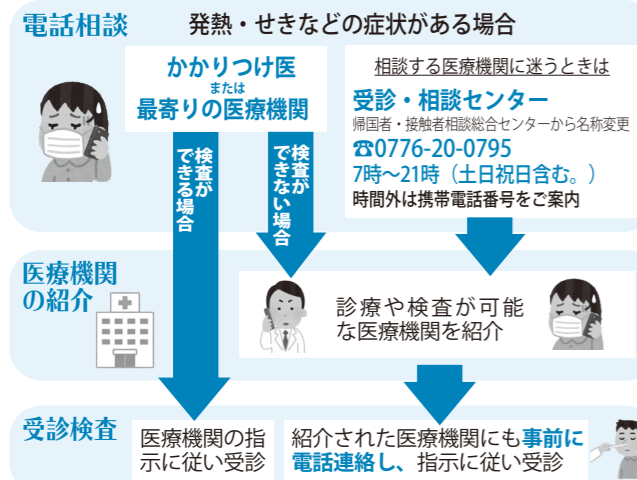 電話相談
発熱・せきなどの症状がある場合
かかりつけ医
または
最寄りの医療機関
相談する医療機関に迷うときは
受診・相談センター
帰国者・接触者相談総合センターから名称変更
☎0776-20-0795
7時〜21時（土日祝日含む。）
時間外は携帯電話番号をご案内
検査が
できる場合
検査が
できない場合
医療機関
の紹介
診療や検査が可能
な医療機関を紹介
受診検査
医療機関の指
示に従い受診
紹介された医療機関にも事前に
電話連絡し、指示に従い受診